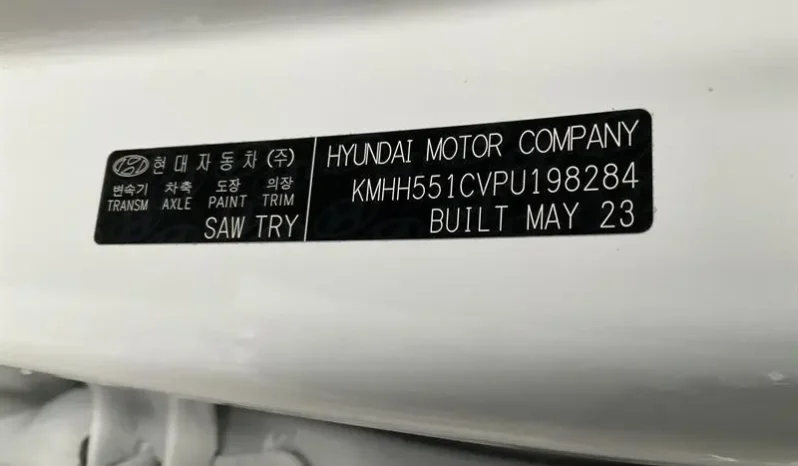 현대자동차(주)
변속기 차축 도장 의장
TRANSM AXLE PAINT TRIM
SAW TRY
HYUNDAI MOTOR COMPANY
KMHH551CVPU198284
BUILT MAY 23